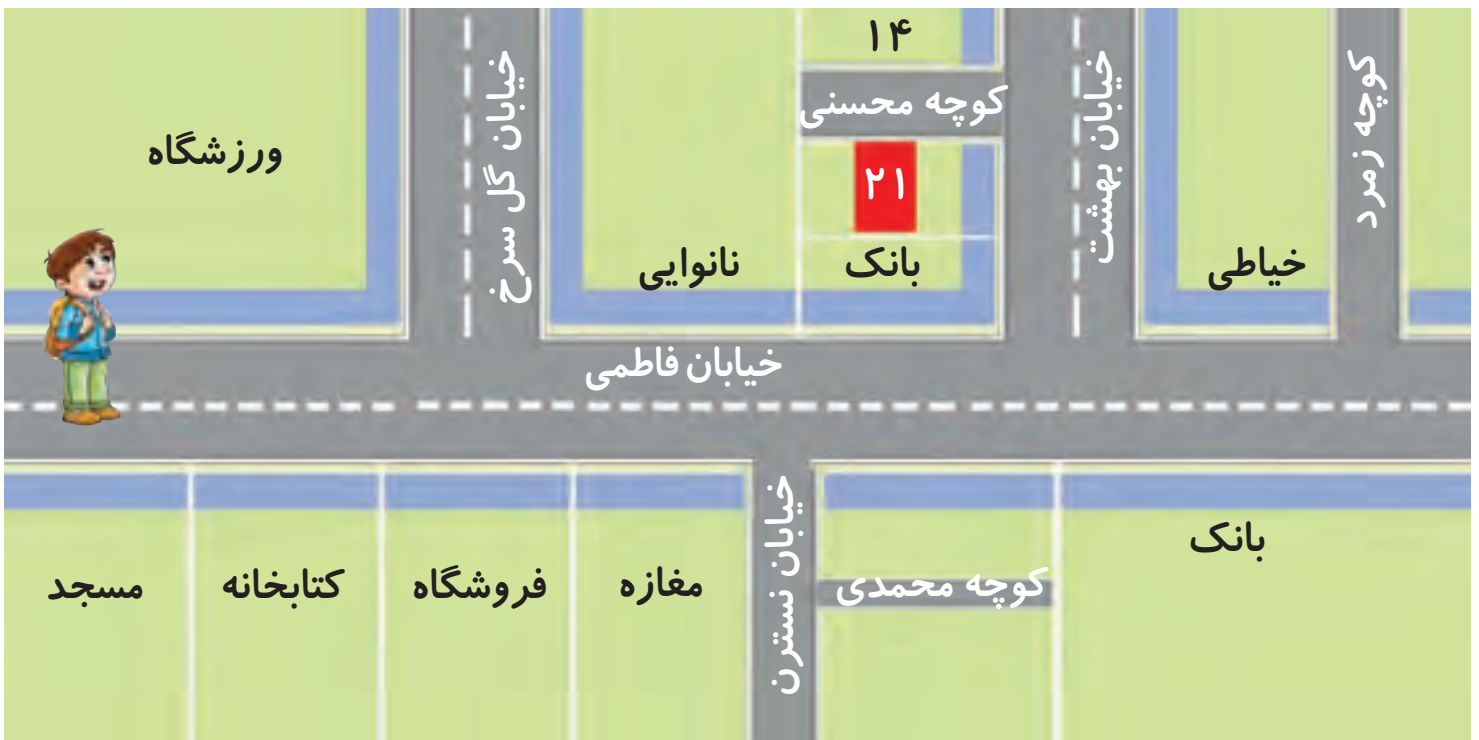 ۱۴
کوچه محسنی
۲۱
خیابان گل سرخ
خیابان بهشت
کوچه زمرد
ورزشگاه
نانوایی
بانک
خیاطی
خیابان فاطمی
بانک
خیابان نسترن
کوچه محمدی
مغازه
فروشگاه
کتابخانه
مسجد